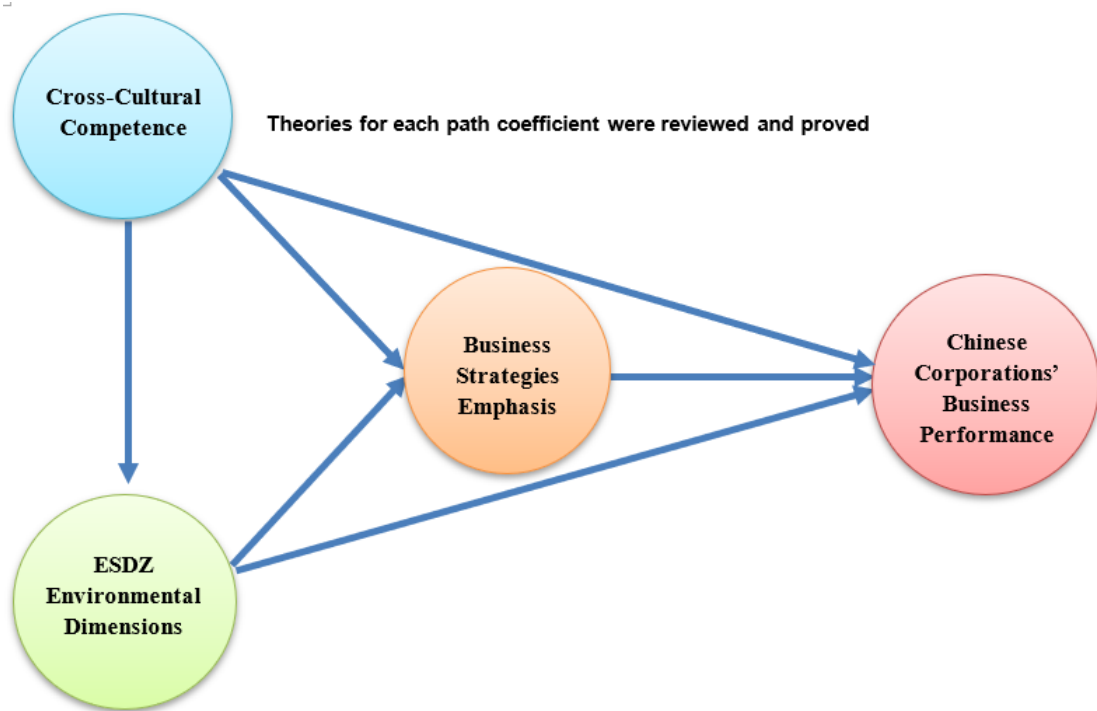 Cross-Cultural
Competence
Theories for each path coefficient were reviewed and proved
Business
Strategies
Emphasis
Chinese
Corporations’
Business
Performance
ESDZ
Environmental
Dimensions